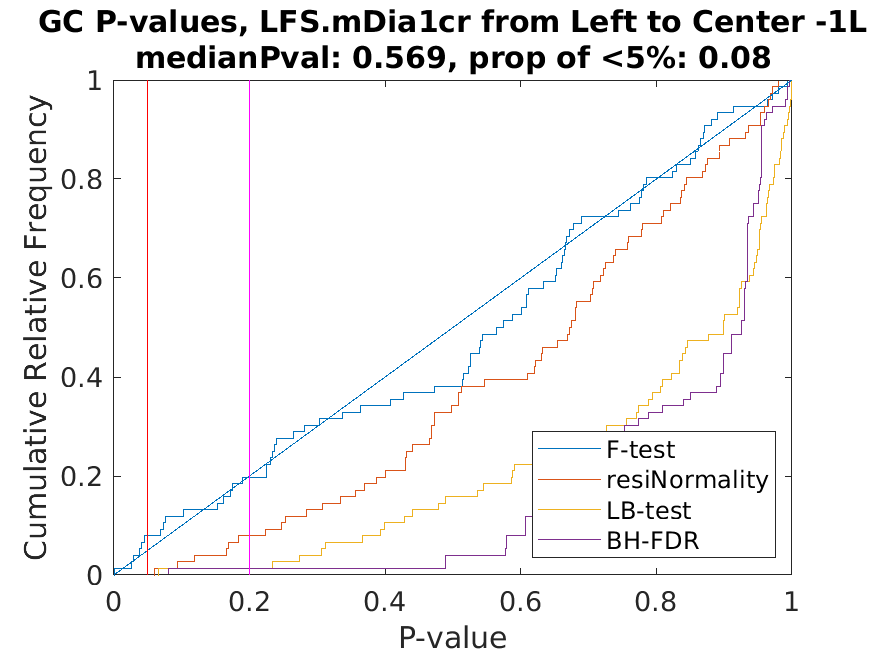 GC P-values, LFS.mDia1cr from Left to Center -1L
medianPval: 0.569, prop of <5%: 0.08
1
0.8
0.6
0.4
0.2
0
Cumulative Relative Frequency
F-test
resiNormality
LB-test
BH-FDR
0 0.2 0.4 0.6 0.8 1
P-value